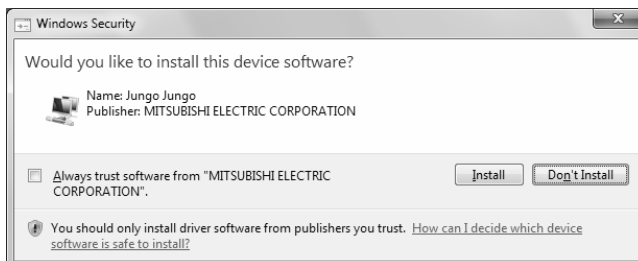 Windows Security
Would you like to install this device software?
Name: Jungo Jungo
Publisher: MITSUBISHI ELECTRIC CORPORATION
Always trust software from "MITSUBISHI ELECTRIC
CORPORATION".
Install
Don't Install
You should only install driver software from publishers you trust. How can I decide which device
software is safe to install?